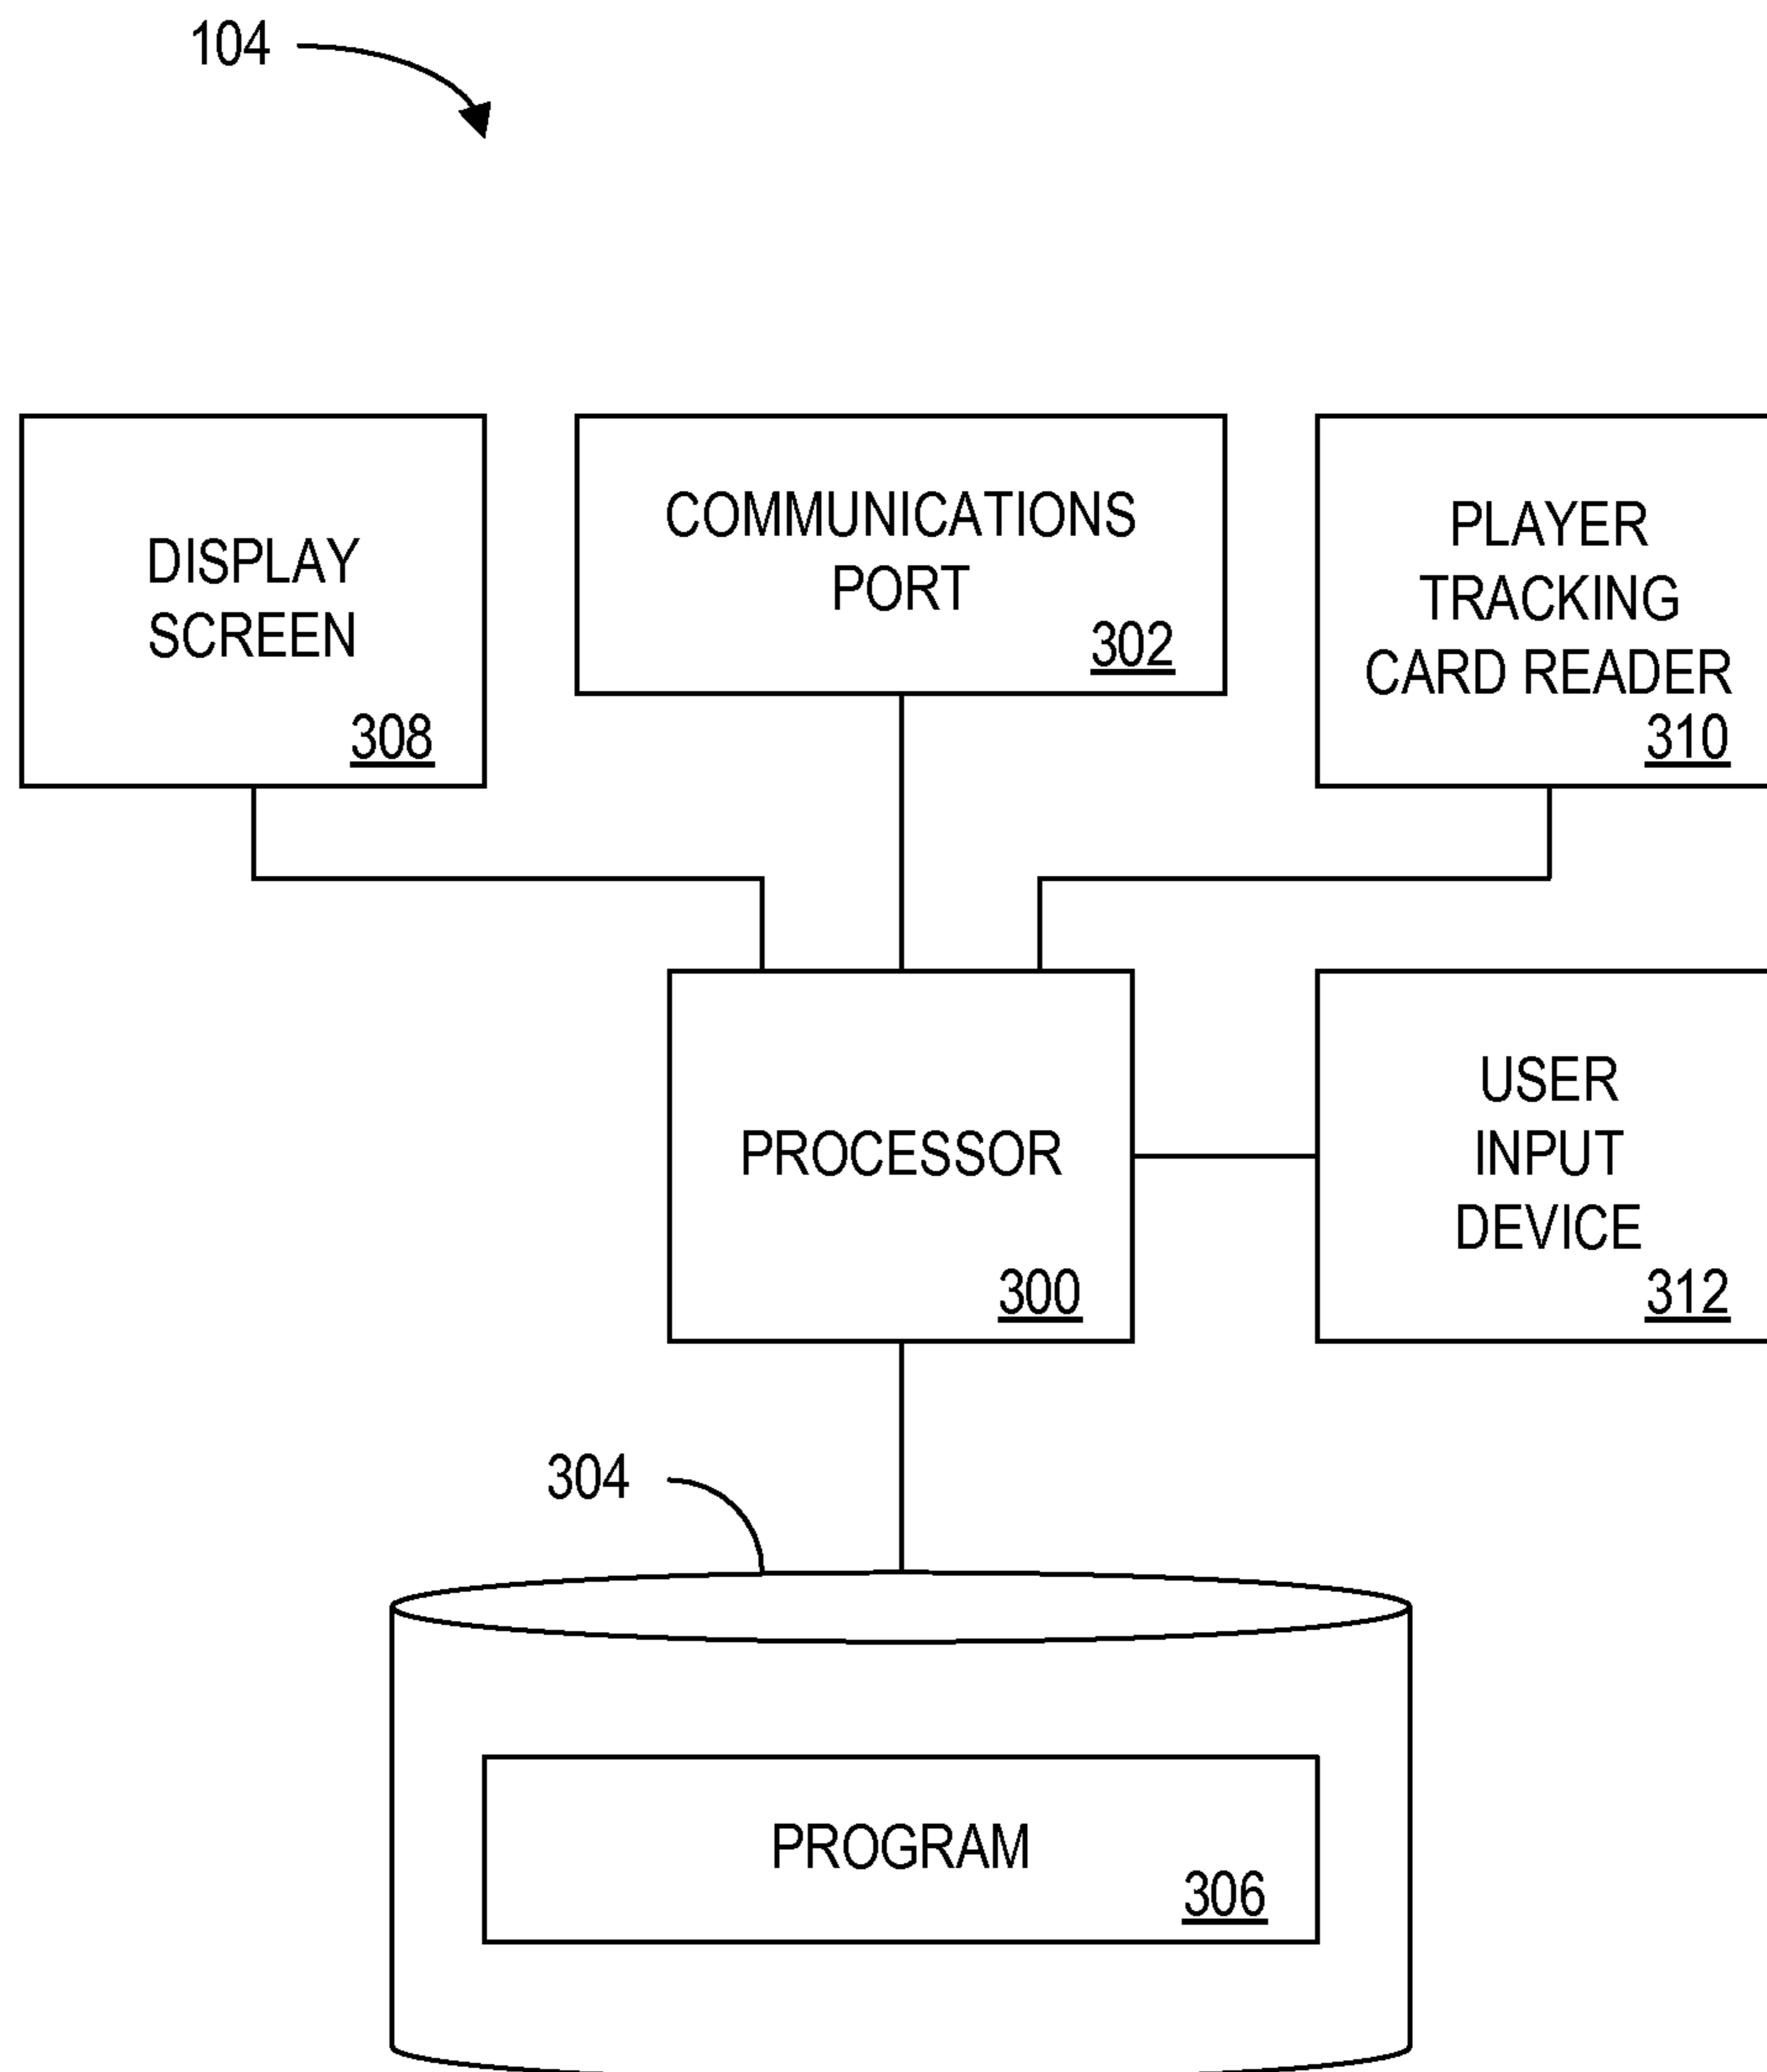 104
DISPLAY
SCREEN
308
COMMUNICATIONS
PORT
302
PLAYER
TRACKING
CARD READER
310
PROCESSOR
300
USER
INPUT
DEVICE
312
304
PROGRAM
306